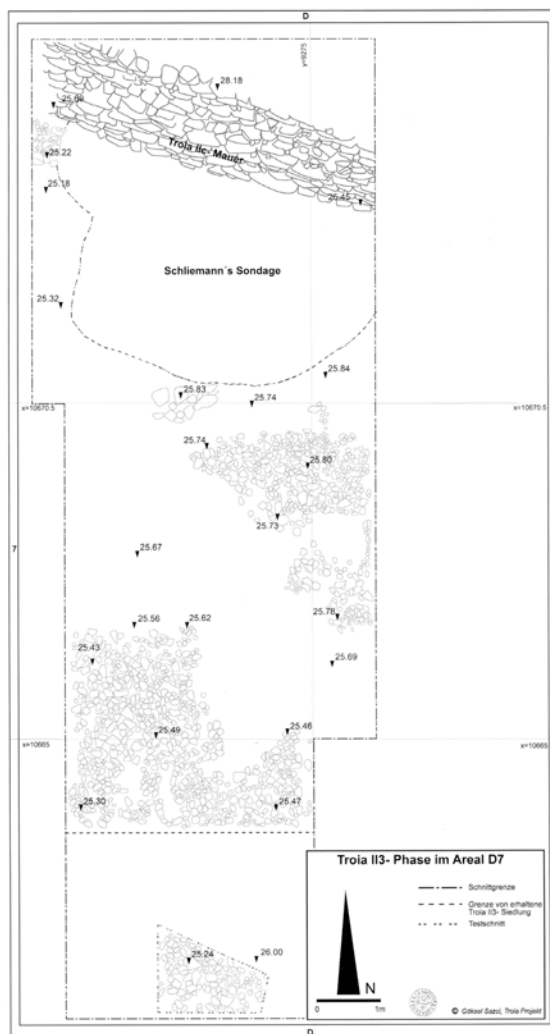 D
x=9275
28.18
25.09
Troia IIc- Mauer
25.22
25.18
25.45
Schliemann´s Sondage
25.32
25.84
25.83
25.74
x=10670.5
x=10670.5
25.74
25.80
25.73
7
25.67
25.56
25.62
25.78
25.43
25.69
25.49
25.46
x=10665
x=10665
25.30
25.47
Troia II3- Phase im Areal D7
Schnittgrenze
Grenze von erhaltene
Troia II3- Siedlung
Testschnitt
25.24
26.00
N
0
1m
© Göksel Sazcı, Troia Projekt
D